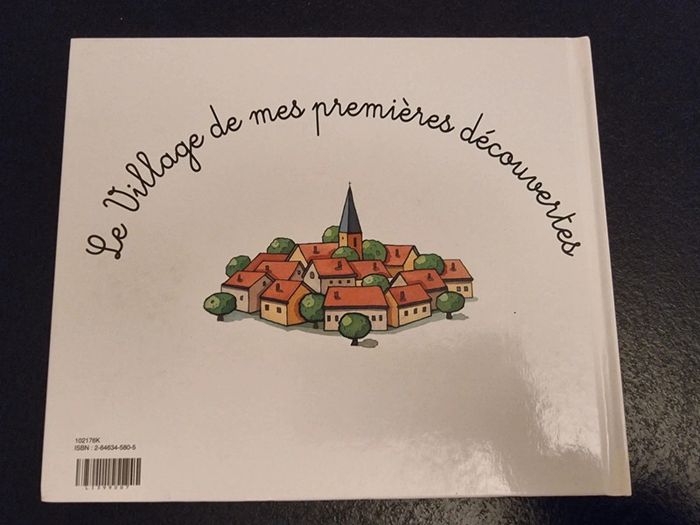 Le Village de mes premières découvertes
102176K
ISBN : 2-84634-580-5